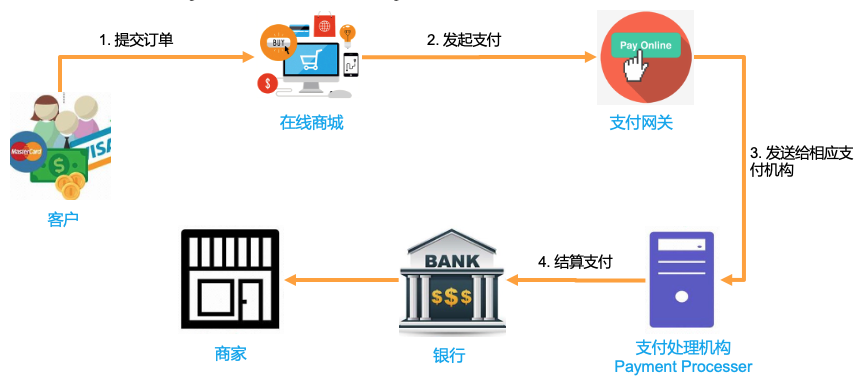 1. 提交订单
2. 发起支付
BUY
$
Pay Online
在线商城
支付网关
MasterCard
VISA
$
3. 发送给相应支
付机构
客户
BANK
$$$
4. 结算支付
商家
银行
支付处理机构
Payment Processer